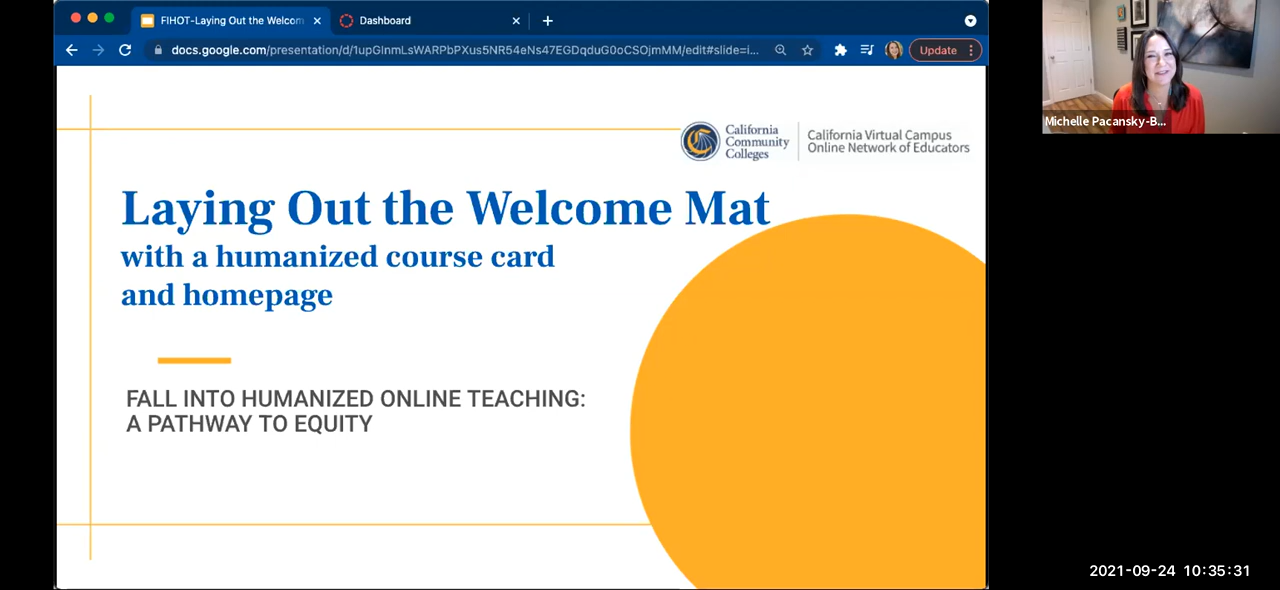 FIHOT-Laying Out the Welcom
Dashboard
docs.google.com/presentation/d/1upGlnmLsWARPbPXus5NR54eNs47EGDqduG0oCSOjmMM/edit#slide=i...
Update
Michelle Pacansky-B...
California
Community
Colleges
California Virtual Campus
Online Network of Educators
Laying Out the Welcome Mat
with a humanized course card
and homepage
FALL INTO HUMANIZED ONLINE TEACHING:
A PATHWAY TO EQUITY
2021-09-24 10:35:31